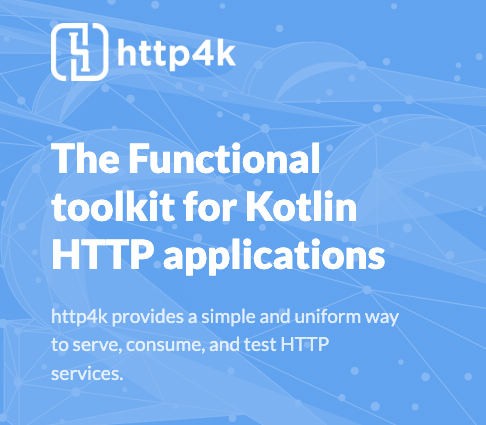 http4k
The Functional
toolkit for Kotlin
HTTP applications
http4k provides a simple and uniform way
to serve, consume, and test HTTP
services.